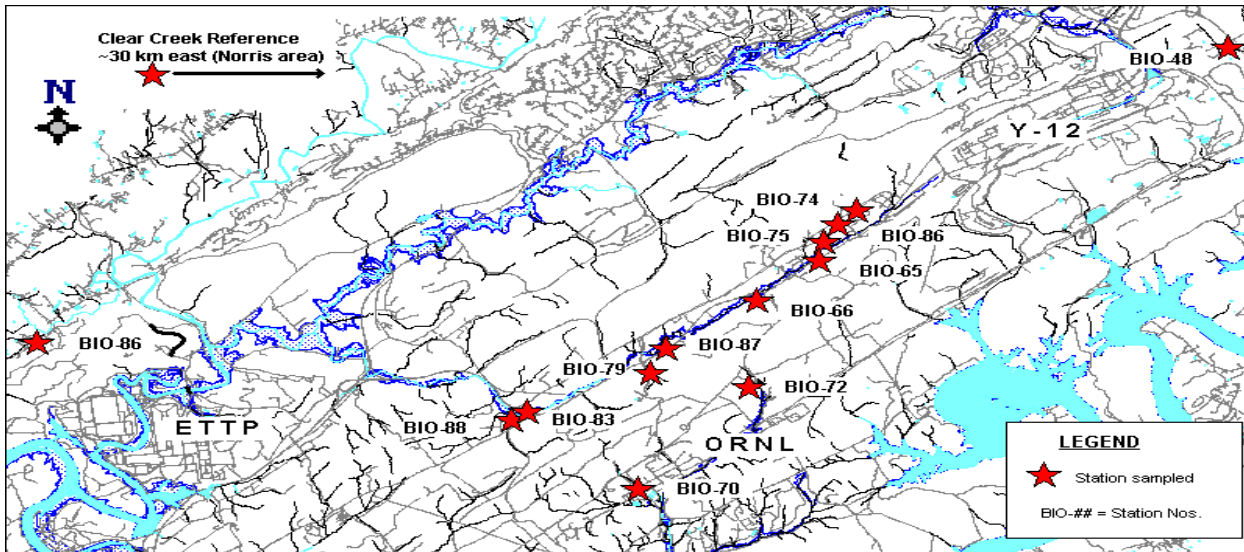 Clear Creek Reference
~30 km east (Norris area)
N
BIO-48
Y-12
BIO-74
BIO-75
BIO-86
BIO-65
BIO-66
BIO-86
BIO-87
BIO-79
BIO-72
BIO-83
BIO-88
ETTP
ORNL
BIO-70
LEGEND
Station sampled
BIO-## = Station Nos.